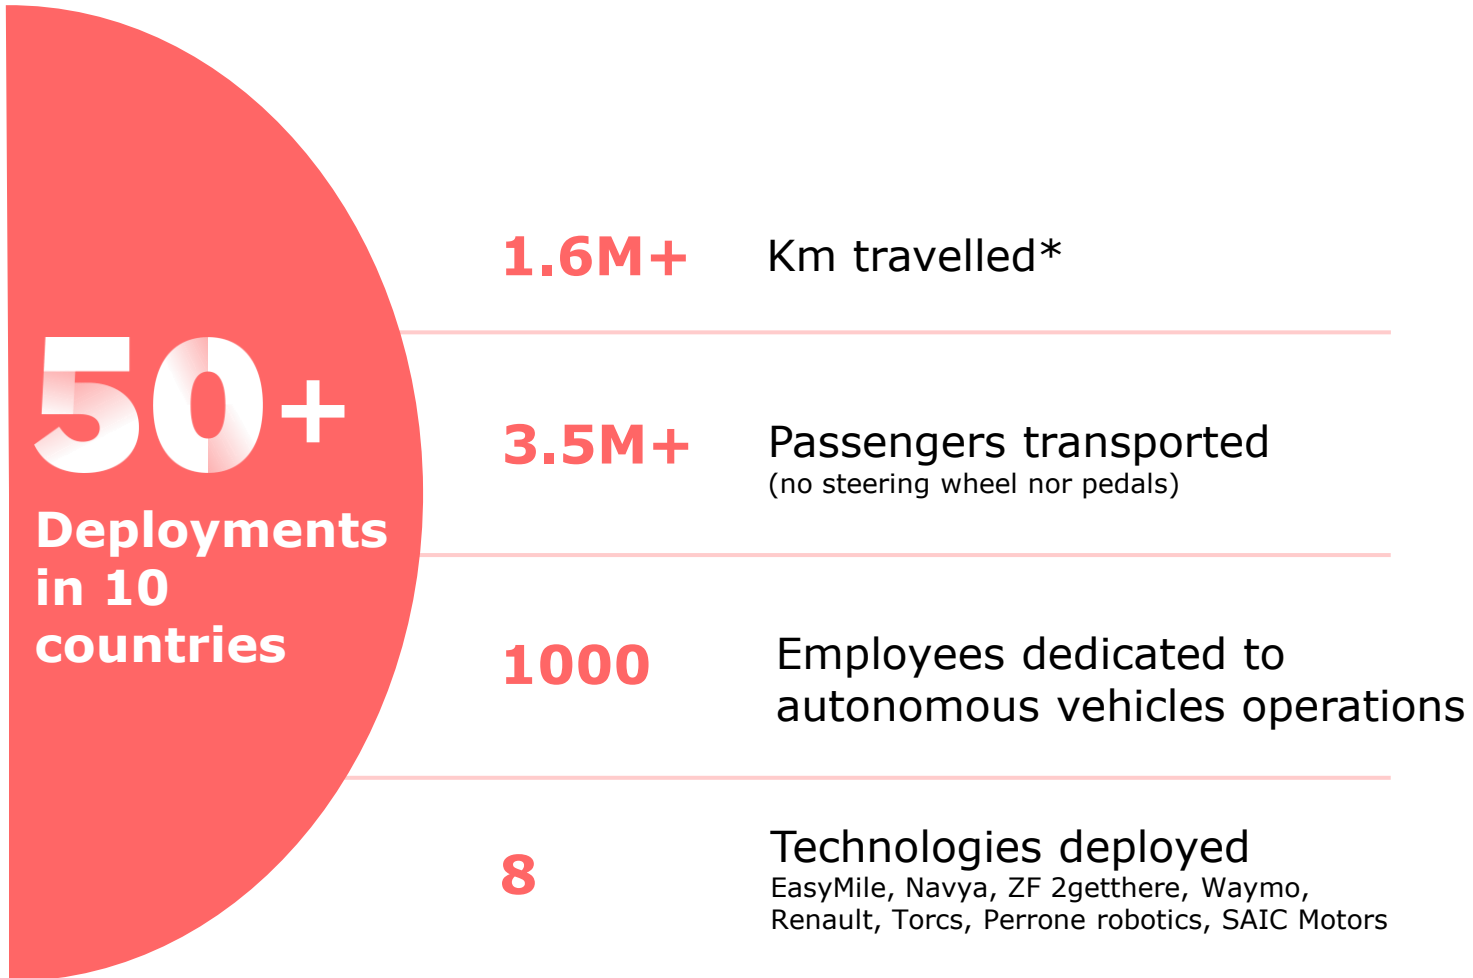 50+
Deployments
in 10
countries
1.6M+ Km travelled*
3.5M+ Passengers transported
(no steering wheel nor pedals)
1000 Employees dedicated to
autonomous vehicles operations
8 Technologies deployed
EasyMile, Navya, ZF 2getthere, Waymo,
Renault, Torcs, Perrone robotics, SAIC Motors